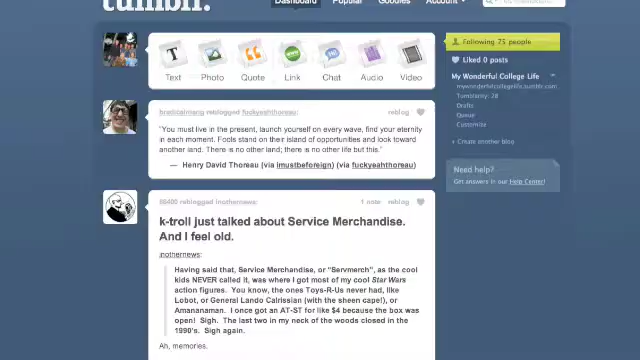 tumblr.
Dashboard Popular Goodies Account
Text Photo Quote Link Chat Audio Video
Following 75 people
Liked 0 posts
My Wonderful College Life
mywonderfulcollegelife.tumblr.com
Tumblarity: 28
Drafts
Queue
Customize
+ Create another blog
Need help?
Get answers in our Help Center!
reblogged fuckyeahthoreau: reblog
"You must live in the present, launch yourself on every wave, find your eternity
in each moment. Fools stand on their island of opportunities and look toward
another land. There is no other land; there is no other life but this."
— Henry David Thoreau (via imustbeforeign) (via fuckyeahthoreau)
reblogged inothernews: 1 note reblog
k-troll just talked about Service Merchandise.
And I feel old.
inothernews:
Having said that, Service Merchandise, or "Servmerch", as the cool
kids NEVER called it, was where I got most of my cool Star Wars
action figures. You know, the ones Toys-R-Us never had, like
Lobot, or General Lando Calrissian (with the sheen cape!), or
Amanaman. I once got an AT-ST for like $4 because the box was
open! Sigh. The last two in my neck of the woods closed in the
1990's. Sigh again.
Ah, memories.